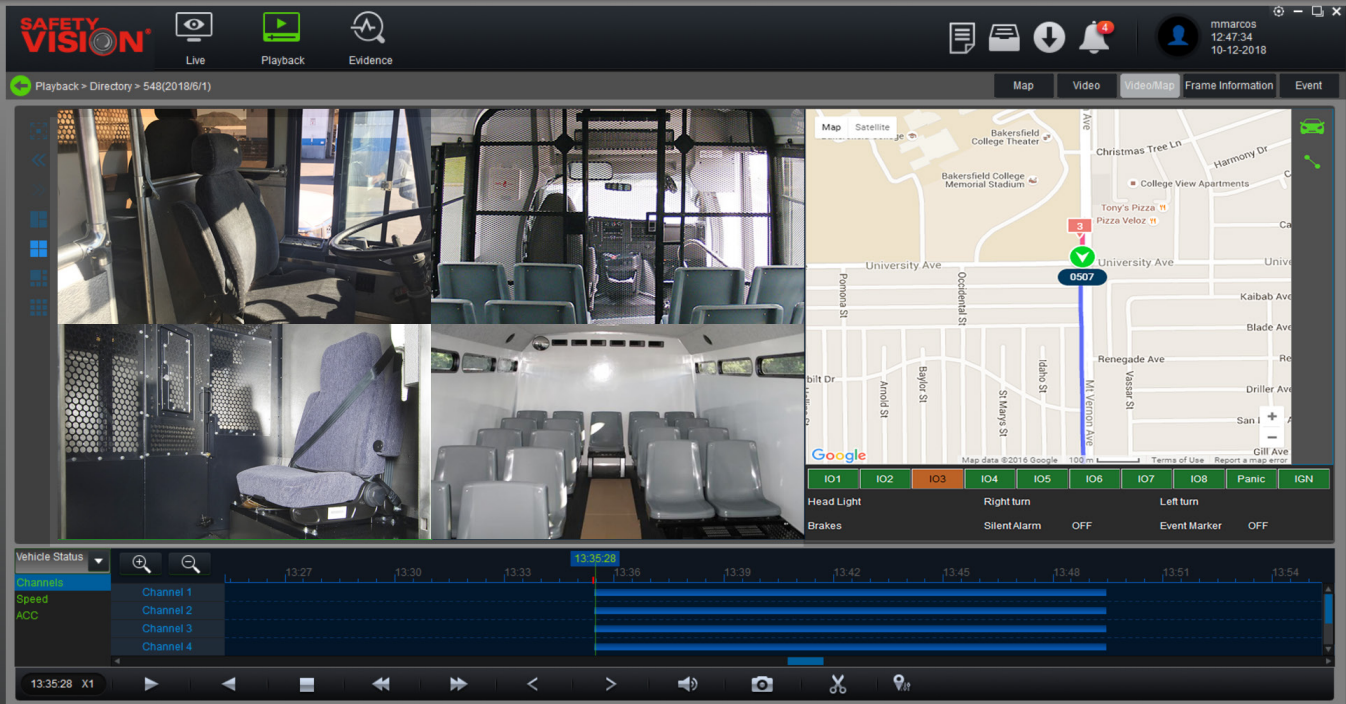 SAFETY
VISION®
Live
Playback
Evidence
4
mmarcos
12:47:34
10-12-2018
Playback > Directory > 548(2018/6/1)
Map
Video
Video/Map
Frame Information
Event
Map
Satellite
Bakersfield
College Theater
Ave
Christmas Tree Ln
Harmony Dr
Bakersfield College
Memorial Stadium
College View Apartments
Tony's Pizza
Pizza Veloz
3
Ca
University Ave
University Ave
Unive
0507
Pomona St
Occidental St
Kaibab Ave
Blade Ave
Renegade Ave
Re
bilt Dr
Arnold St
Baylor St
St Marys St
Idaho St
Mt Vernon Ave
Vassar St
Driller Ave
San
+
−
Gill Ave
Google
Map data ©2016 Google
100 m
Terms of Use
Report a map error
IO1
IO2
IO3
IO4
IO5
IO6
IO7
IO8
Panic
IGN
Head Light
Right turn
Left turn
Brakes
Silent Alarm
OFF
Event Marker
OFF
Vehicle Status
13:35:28
13:27
13:30
13:33
13:36
13:39
13:42
13:45
13:48
13:51
13:54
Channels
Speed
ACC
Channel 1
Channel 2
Channel 3
Channel 4
13:35:28 X1